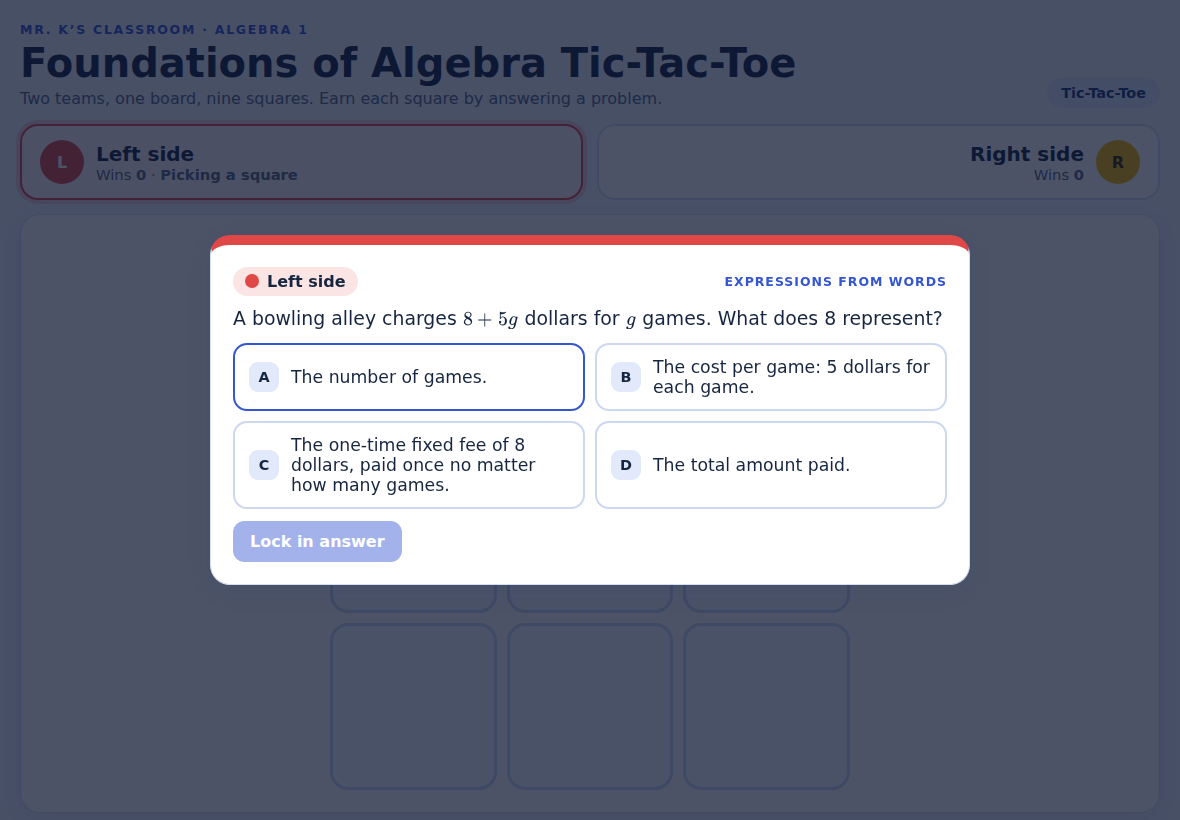 MR. K'S CLASSROOM · ALGEBRA 1
Foundations of Algebra Tic-Tac-Toe
Two teams, one board, nine squares. Earn each square by answering a problem.
Tic-Tac-Toe
L
Left side
Wins 0 · Picking a square
Right side
Wins 0
R
Left side
EXPRESSIONS FROM WORDS
A bowling alley charges 8 + 5g dollars for g games. What does 8 represent?
A
The number of games.
B
The cost per game: 5 dollars for
each game.
C
The one-time fixed fee of 8
dollars, paid once no matter
how many games.
D
The total amount paid.
Lock in answer